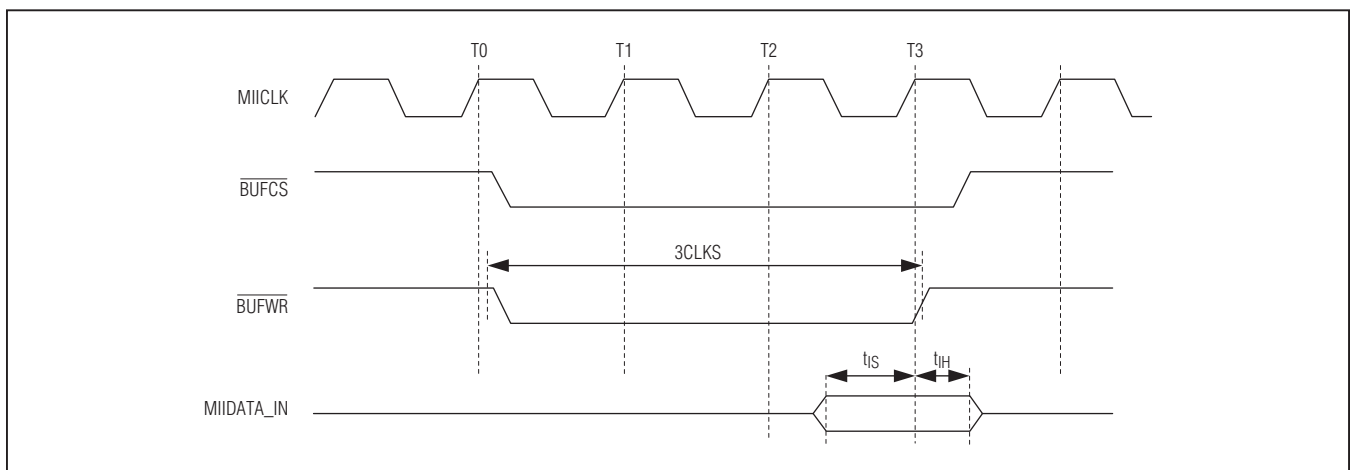 T0 T1 T2 T3
MIICLK
BUFCS
3CLKS
BUFWR
tIS tIH
MIIDATA_IN